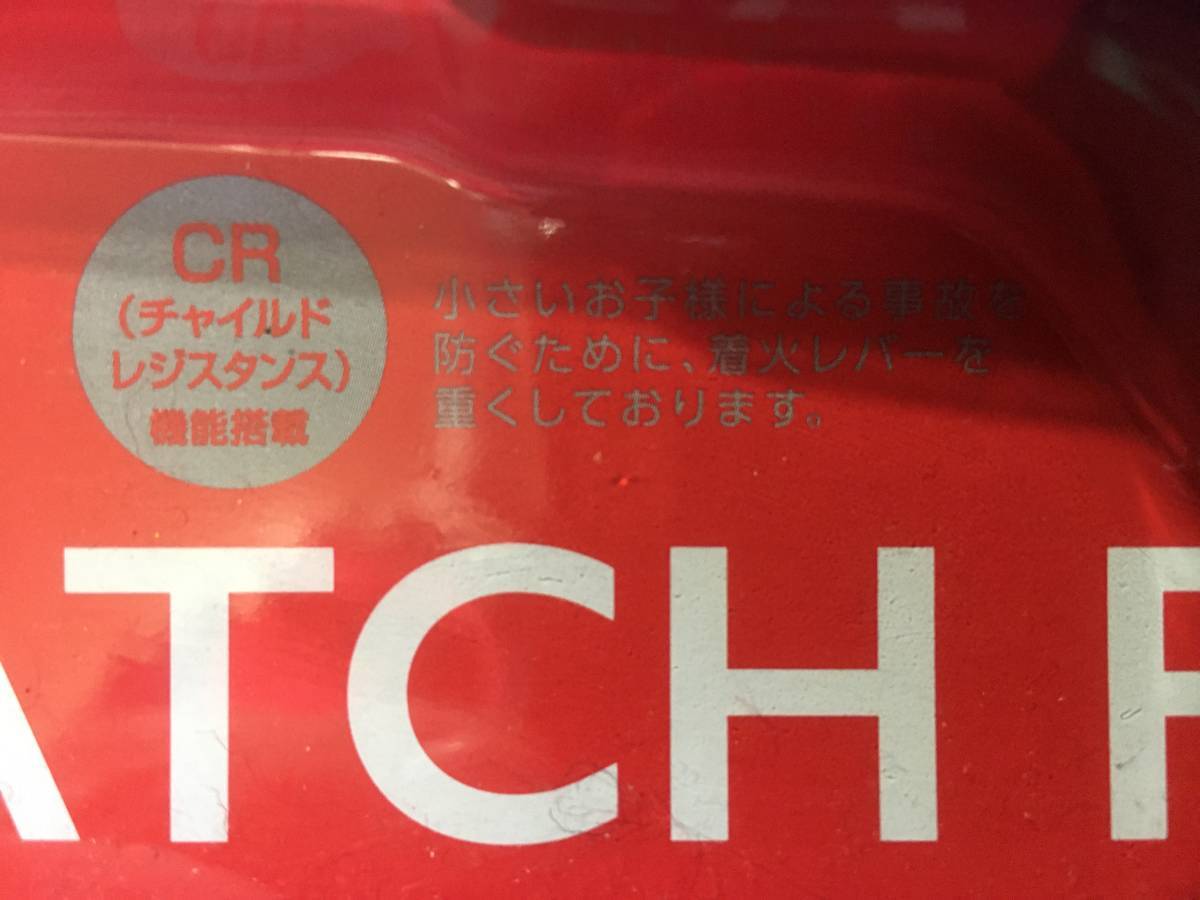 CR
(チャイルド
レジスタンス)
機能搭載
小さいお子様による事故を
防ぐために、着火レバーを
重くしております。
ATCH